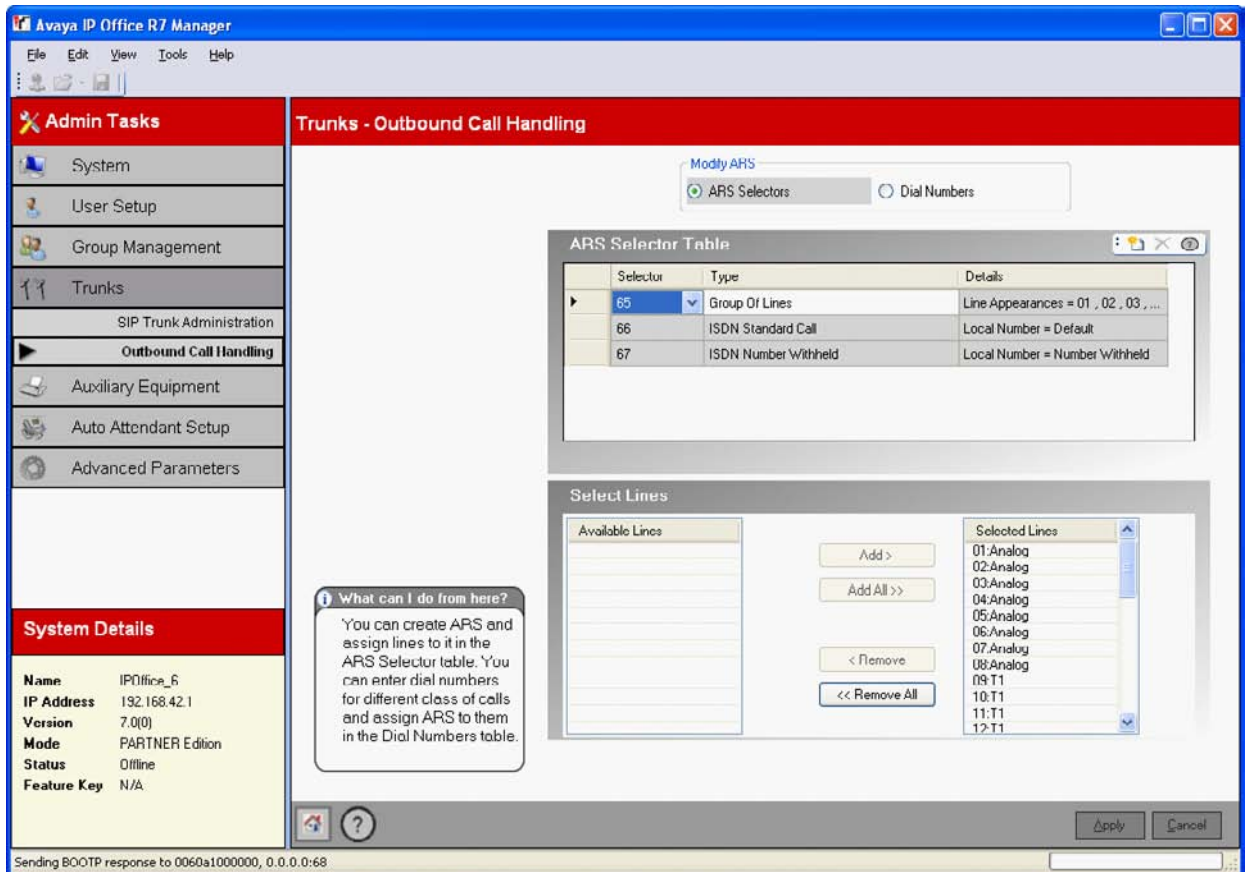 Avaya IP Office R7 Manager
File Edit View Tools Help
Admin Tasks
System
User Setup
Group Management
Trunks
SIP Trunk Administration
Outbound Call Handling
Auxiliary Equipment
Auto Attendant Setup
Advanced Parameters
System Details
Name IPOffice_6
IP Address 192.168.42.1
Version 7.0(0)
Mode PARTNER Edition
Status Offline
Feature Key N/A
Trunks - Outbound Call Handling
Modify ARS
ARS Selectors Dial Numbers
ARS Selector Table
Selector Type Details
65 Group Of Lines Line Appearances = 01 , 02 , 03 , ...
66 ISDN Standard Call Local Number = Default
67 ISDN Number Withheld Local Number = Number Withheld
Select Lines
Available Lines
Add >
Add All >>
< Remove
<< Remove All
Selected Lines
01:Analog
02:Analog
03:Analog
04:Analog
05:Analog
06:Analog
07:Analog
08:Analog
09:T1
10:T1
11:T1
12:T1
What can I do from here?
You can create ARS and
assign lines to it in the
ARS Selector table. You
can enter dial numbers
for different class of calls
and assign ARS to them
in the Dial Numbers table.
Apply Cancel
Sending BOOTP response to 0060a1000000, 0.0.0.0:68